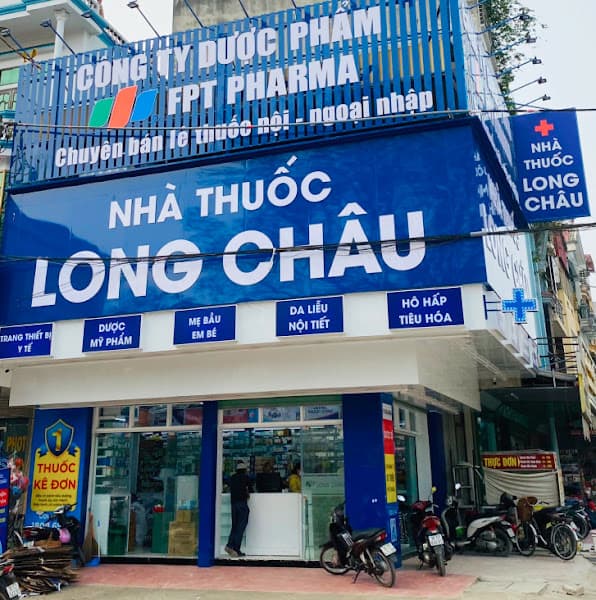 CÔNG TY DƯỢC PHẨM
FPT PHARMA
Chuyên bán lẻ thuốc nội - ngoại nhập
NHÀ THUỐC
LONG CHÂU
NHÀ
THUỐC
LONG
CHÂU
TRANG THIẾT BỊ
Y TẾ
DƯỢC
MỸ PHẨM
MẸ BẦU
EM BÉ
DA LIỄU
NỘI TIẾT
HÔ HẤP
TIÊU HÓA
1
THUỐC
KÊ ĐƠN
THỰC ĐƠN